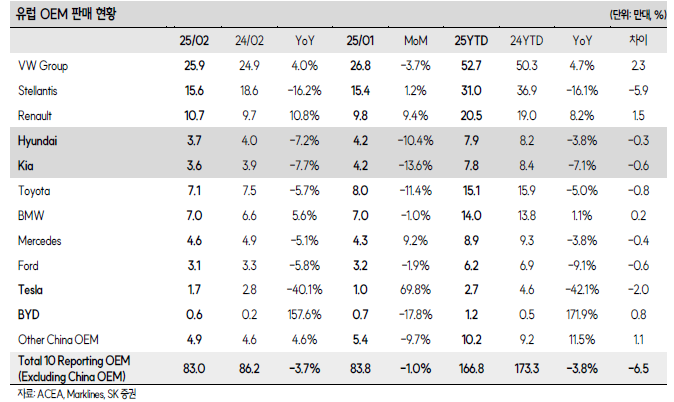 유럽 OEM 판매 현황 (단위: 만대, %)
25/02 24/02 YoY 25/01 MoM 25YTD 24YTD YoY 차이
VW Group 25.9 24.9 4.0% 26.8 −3.7% 52.7 50.3 4.7% 2.3
Stellantis 15.6 18.6 −16.2% 15.4 1.2% 31.0 36.9 −16.1% −5.9
Renault 10.7 9.7 10.8% 9.8 9.4% 20.5 19.0 8.2% 1.5
Hyundai 3.7 4.0 −7.2% 4.2 −10.4% 7.9 8.2 −3.8% −0.3
Kia 3.6 3.9 −7.7% 4.2 −13.6% 7.8 8.4 −7.1% −0.6
Toyota 7.1 7.5 −5.7% 8.0 −11.4% 15.1 15.9 −5.0% −0.8
BMW 7.0 6.6 5.6% 7.0 −1.0% 14.0 13.8 1.1% 0.2
Mercedes 4.6 4.9 −5.1% 4.3 9.2% 8.9 9.3 −3.8% −0.4
Ford 3.1 3.3 −5.8% 3.2 −1.9% 6.2 6.9 −9.1% −0.6
Tesla 1.7 2.8 −40.1% 1.0 69.8% 2.7 4.6 −42.1% −2.0
BYD 0.6 0.2 157.6% 0.7 −17.8% 1.2 0.5 171.9% 0.8
Other China OEM 4.9 4.6 4.6% 5.4 −9.7% 10.2 9.2 11.5% 1.1
Total 10 Reporting OEM
(Excluding China OEM) 83.0 86.2 −3.7% 83.8 −1.0% 166.8 173.3 −3.8% −6.5
자료: ACEA, Marklines, SK 증권